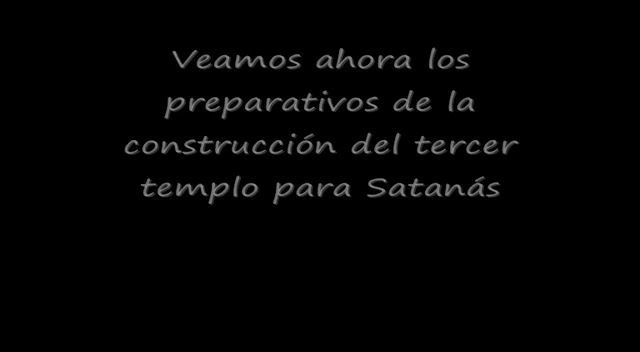 Veamos ahora los
preparativos de la
construcción del tercer
templo para Satanás